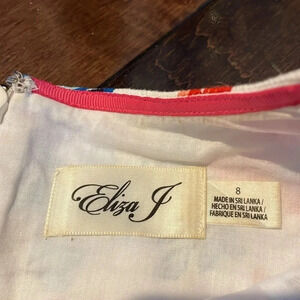 Eliza J
8
MADE IN SRI LANKA /
HECHO EN SRI LANKA /
FABRIQUE EN SRI LANKA